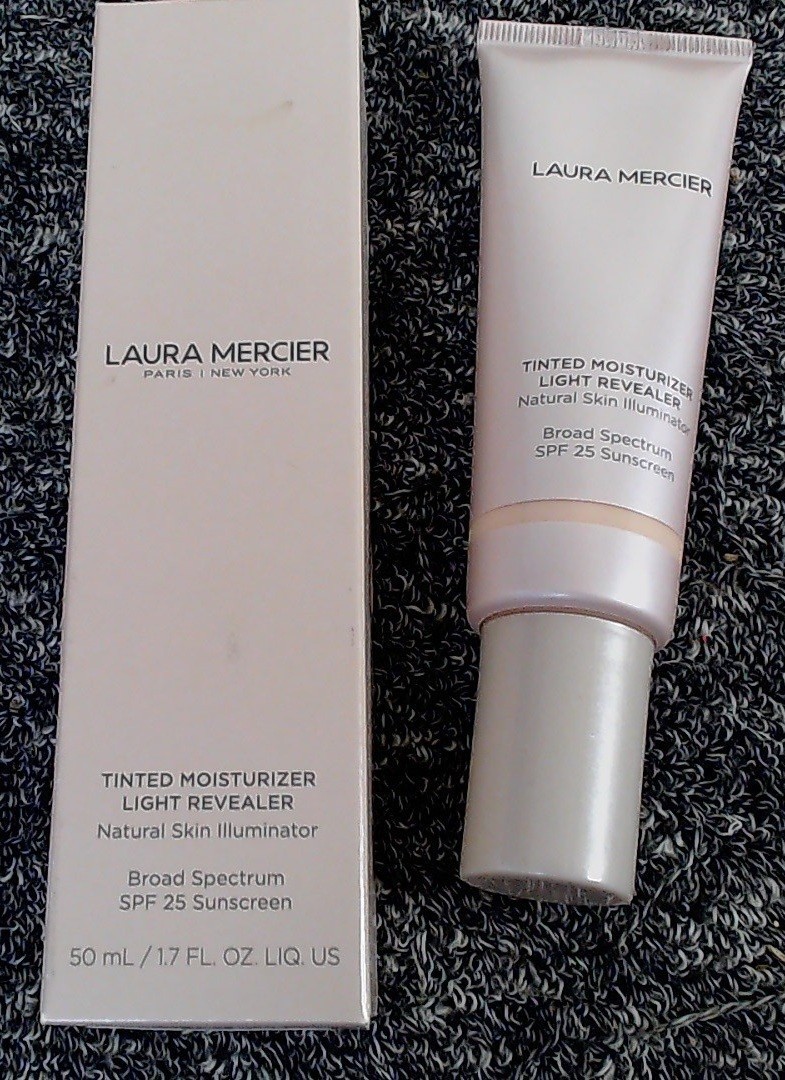 LAURA MERCIER
PARIS | NEW YORK
TINTED MOISTURIZER
LIGHT REVEALER
Natural Skin Illuminator
Broad Spectrum
SPF 25 Sunscreen
50 mL / 1.7 FL. OZ. LIQ. US
LAURA MERCIER
TINTED MOISTURIZER
LIGHT REVEALER
Natural Skin Illuminator
Broad Spectrum
SPF 25 Sunscreen